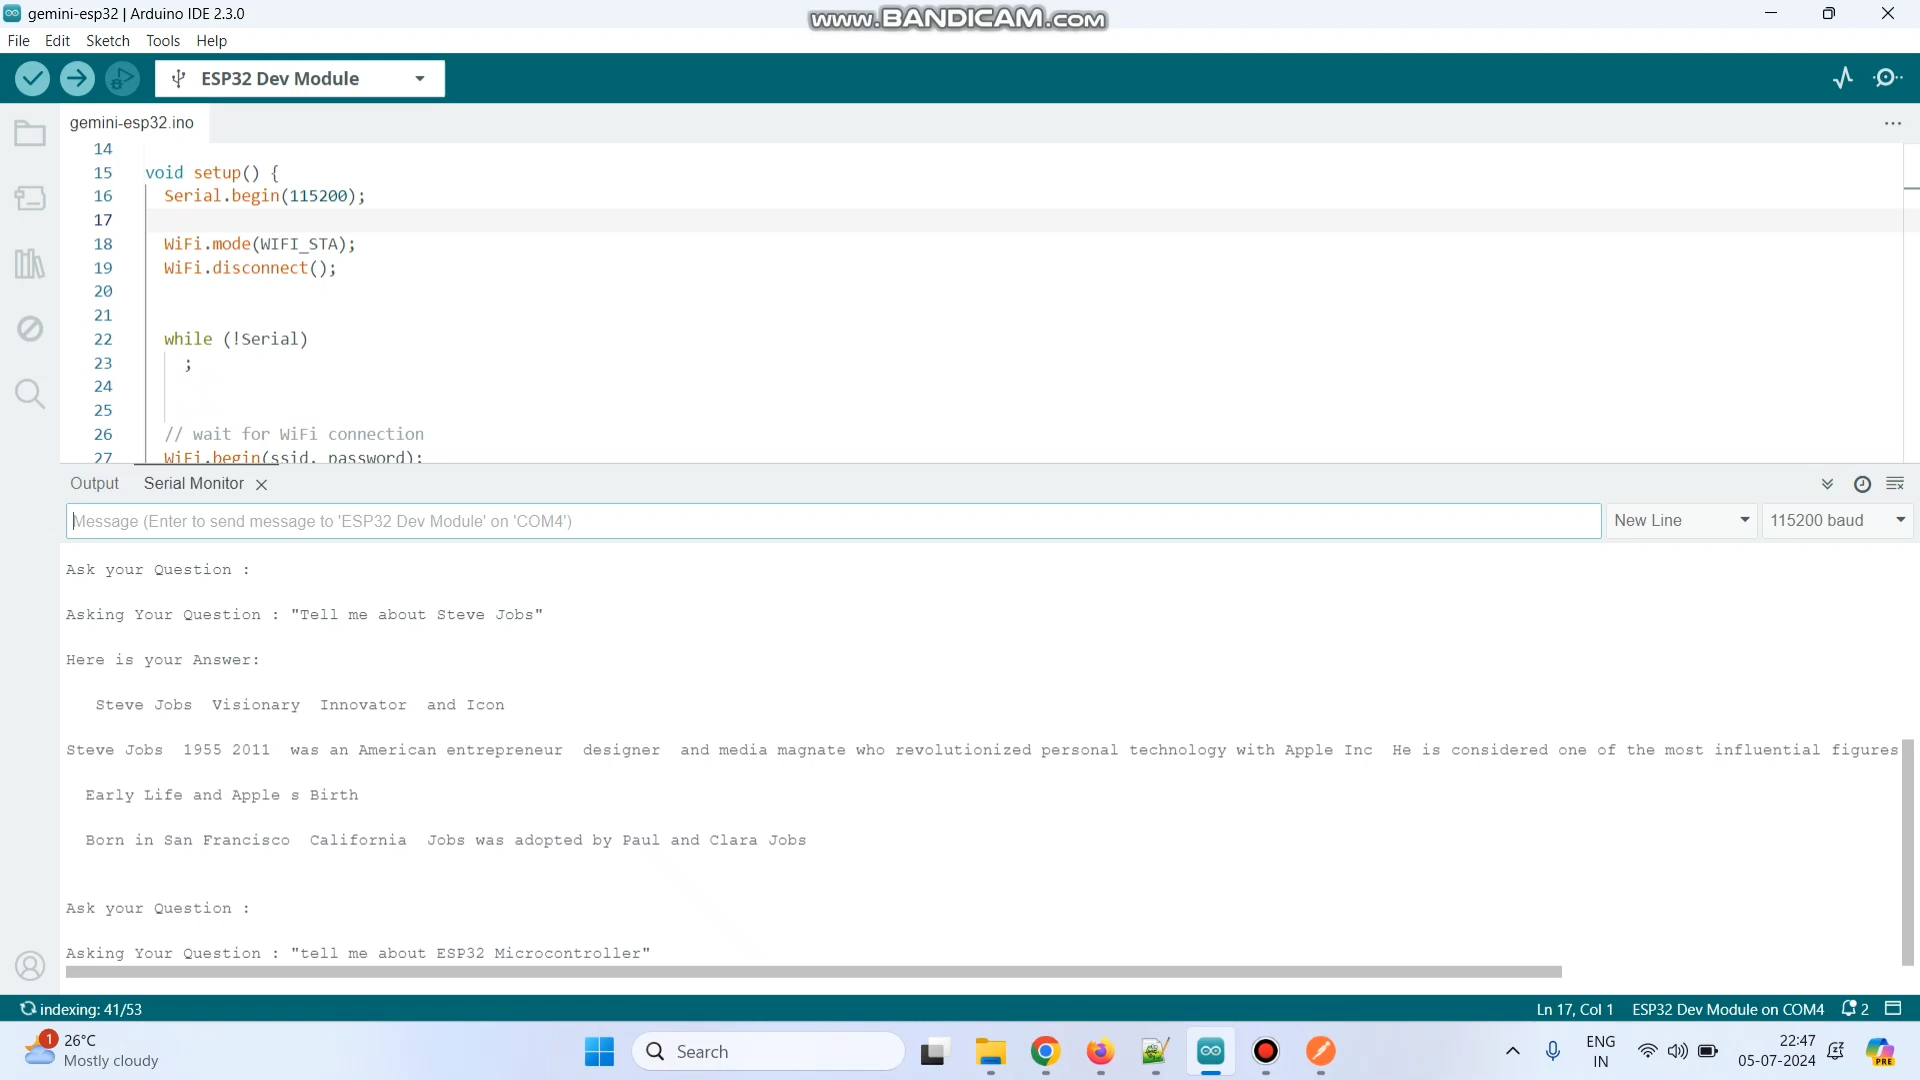 gemini-esp32 | Arduino IDE 2.3.0
www.BANDICAM.com
File Edit Sketch Tools Help
ESP32 Dev Module
gemini-esp32.ino
14
15 void setup() {
16 Serial.begin(115200);
17
18 WiFi.mode(WIFI_STA);
19 WiFi.disconnect();
20
21
22 while (!Serial)
23 ;
24
25
26 // wait for WiFi connection
27 WiFi.begin(ssid, password);
Output Serial Monitor
Message (Enter to send message to 'ESP32 Dev Module' on 'COM4')
New Line 115200 baud
Ask your Question :
Asking Your Question : "Tell me about Steve Jobs"
Here is your Answer:
Steve Jobs Visionary Innovator and Icon
Steve Jobs 1955 2011 was an American entrepreneur designer and media magnate who revolutionized personal technology with Apple Inc He is considered one of the most influential figures
Early Life and Apple s Birth
Born in San Francisco California Jobs was adopted by Paul and Clara Jobs
Ask your Question :
Asking Your Question : "tell me about ESP32 Microcontroller"
indexing: 41/53 Ln 17, Col 1 ESP32 Dev Module on COM4 2
1
26°C
Mostly cloudy
Search
ENG
IN
22:47
05-07-2024
PRE